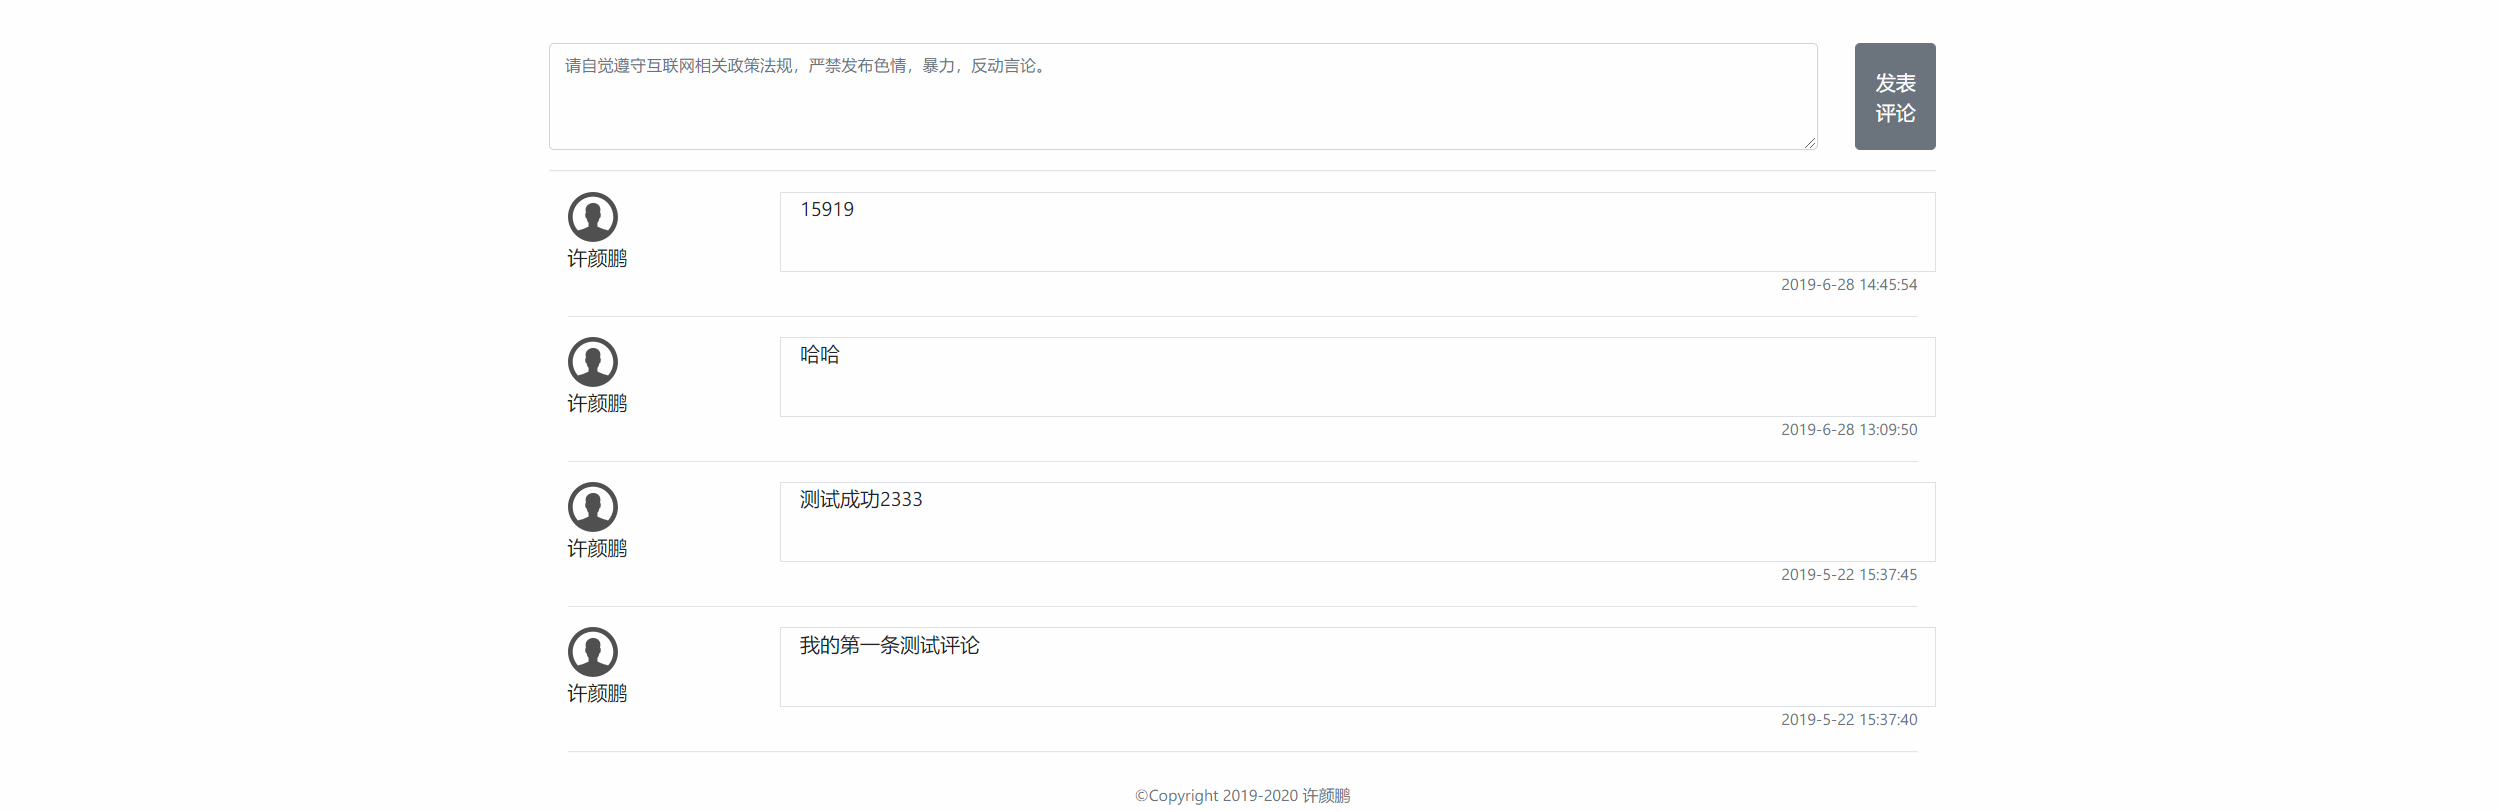 请自觉遵守互联网相关政策法规，严禁发布色情，暴力，反动言论。
发表
评论
15919
许颜鹏
2019-6-28 14:45:54
哈哈
许颜鹏
2019-6-28 13:09:50
测试成功2333
许颜鹏
2019-5-22 15:37:45
我的第一条测试评论
许颜鹏
2019-5-22 15:37:40
©Copyright 2019-2020 许颜鹏